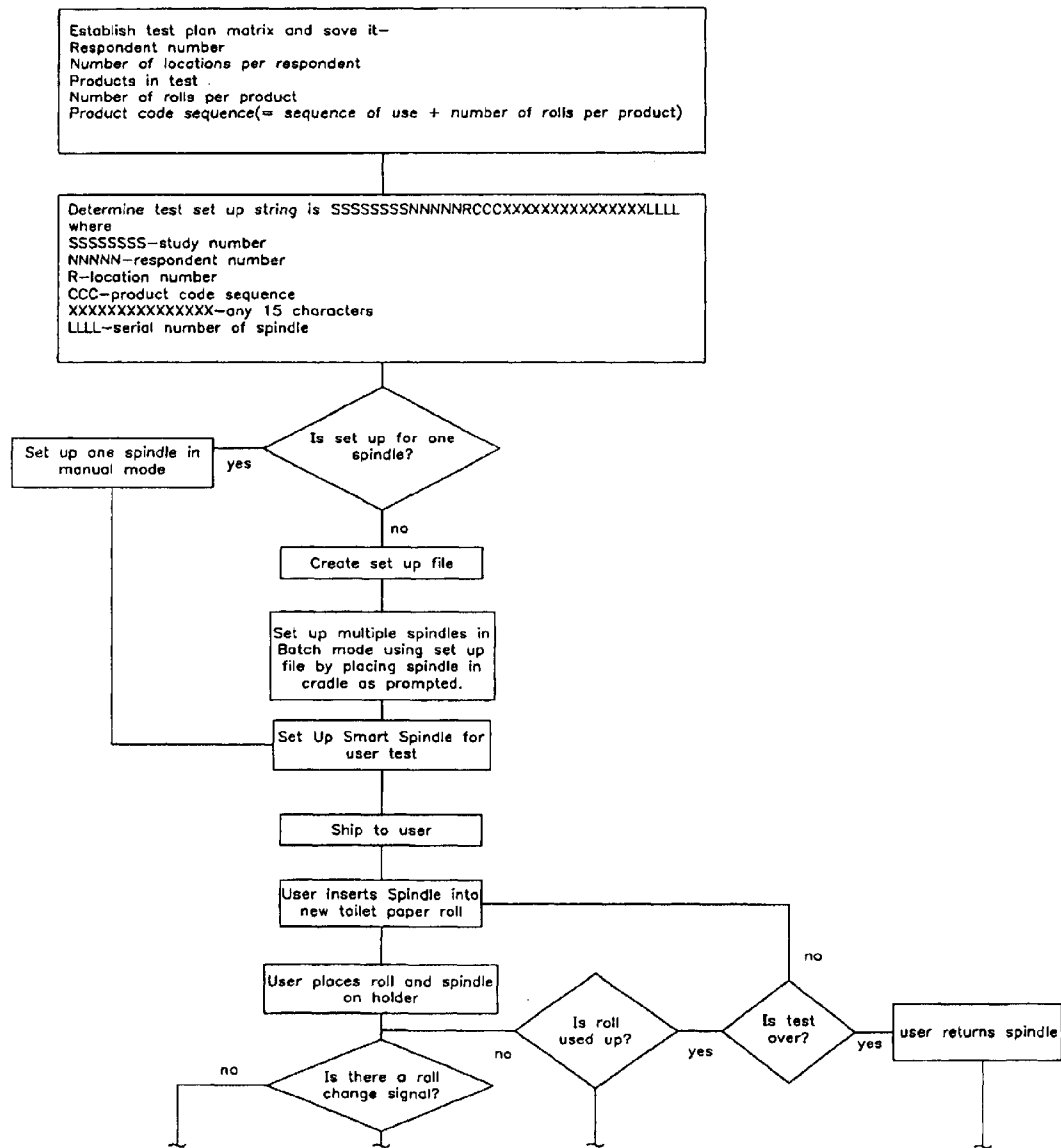 Establish test plan matrix and save it—
Respondent number
Number of locations per respondent
Products in test .
Number of rolls per product
Product code sequence(= sequence of use + number of rolls per product)
Determine test set up string is SSSSSSSSNNNNNRCCCXXXXXXXXXXXXXXXLLLL
where
SSSSSSSS—study number
NNNNN—respondent number
R—location number
CCC—product code sequence
XXXXXXXXXXXXXXX—any 15 characters
LLLL—serial number of spindle
Is set up for one
spindle?
yes
Set up one spindle in
manual mode
no
Create set up file
Set up multiple spindles in
Batch mode using set up
file by placing spindle in
cradle as prompted.
Set Up Smart Spindle for
user test
Ship to user
User inserts Spindle into
new toilet paper roll
no
User places roll and spindle
on holder
Is roll
used up?
no
yes
Is test
over?
yes
user returns spindle
no
Is there a roll
change signal?